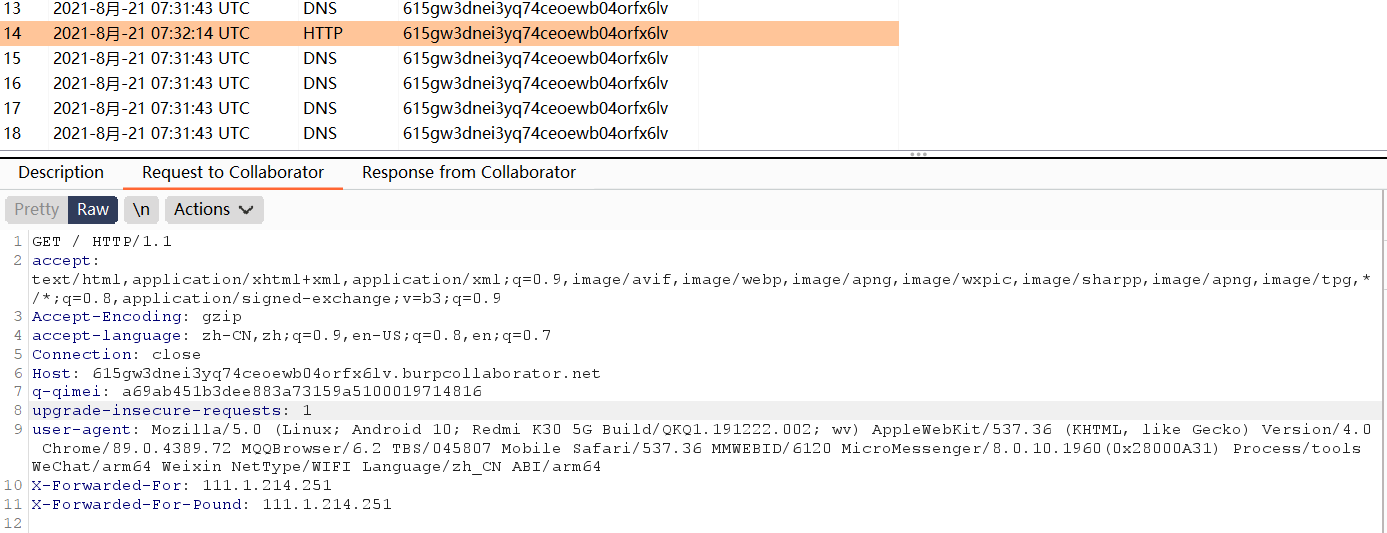 13 2021-8月-21 07:31:43 UTC DNS 615gw3dnei3yq74ceoewb04orfx6lv
14 2021-8月-21 07:32:14 UTC HTTP 615gw3dnei3yq74ceoewb04orfx6lv
15 2021-8月-21 07:31:43 UTC DNS 615gw3dnei3yq74ceoewb04orfx6lv
16 2021-8月-21 07:31:43 UTC DNS 615gw3dnei3yq74ceoewb04orfx6lv
17 2021-8月-21 07:31:43 UTC DNS 615gw3dnei3yq74ceoewb04orfx6lv
18 2021-8月-21 07:31:43 UTC DNS 615gw3dnei3yq74ceoewb04orfx6lv
Description Request to Collaborator Response from Collaborator
Pretty Raw \n Actions
1 GET / HTTP/1.1
2 accept:
text/html,application/xhtml+xml,application/xml;q=0.9,image/avif,image/webp,image/apng,image/wxpic,image/sharpp,image/apng,image/tpg,*
/*;q=0.8,application/signed-exchange;v=b3;q=0.9
3 Accept-Encoding: gzip
4 accept-language: zh-CN,zh;q=0.9,en-US;q=0.8,en;q=0.7
5 Connection: close
6 Host: 615gw3dnei3yq74ceoewb04orfx6lv.burpcollaborator.net
7 q-qimei: a69ab451b3dee883a73159a5100019714816
8 upgrade-insecure-requests: 1
9 user-agent: Mozilla/5.0 (Linux; Android 10; Redmi K30 5G Build/QKQ1.191222.002; wv) AppleWebKit/537.36 (KHTML, like Gecko) Version/4.0
Chrome/89.0.4389.72 MQQBrowser/6.2 TBS/045807 Mobile Safari/537.36 MMWEBID/6120 MicroMessenger/8.0.10.1960(0x28000A31) Process/tools
WeChat/arm64 Weixin NetType/WIFI Language/zh_CN ABI/arm64
10 X-Forwarded-For: 111.1.214.251
11 X-Forwarded-For-Pound: 111.1.214.251
12